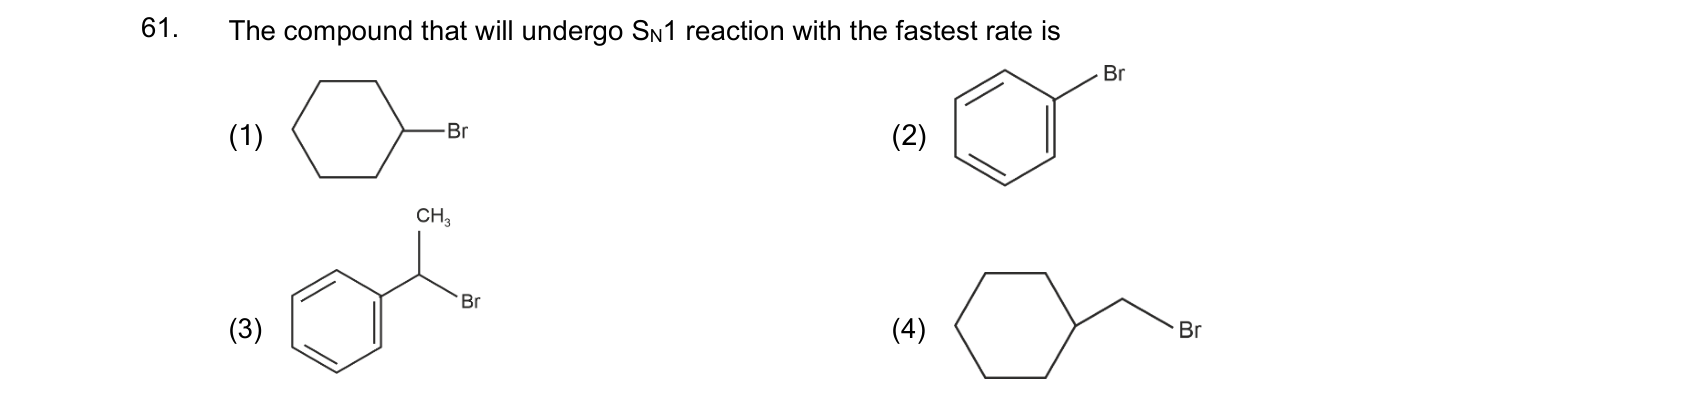 61. The compound that will undergo SN1 reaction with the fastest rate is
(1) Br
(2) Br
(3) CH3 Br
(4) Br